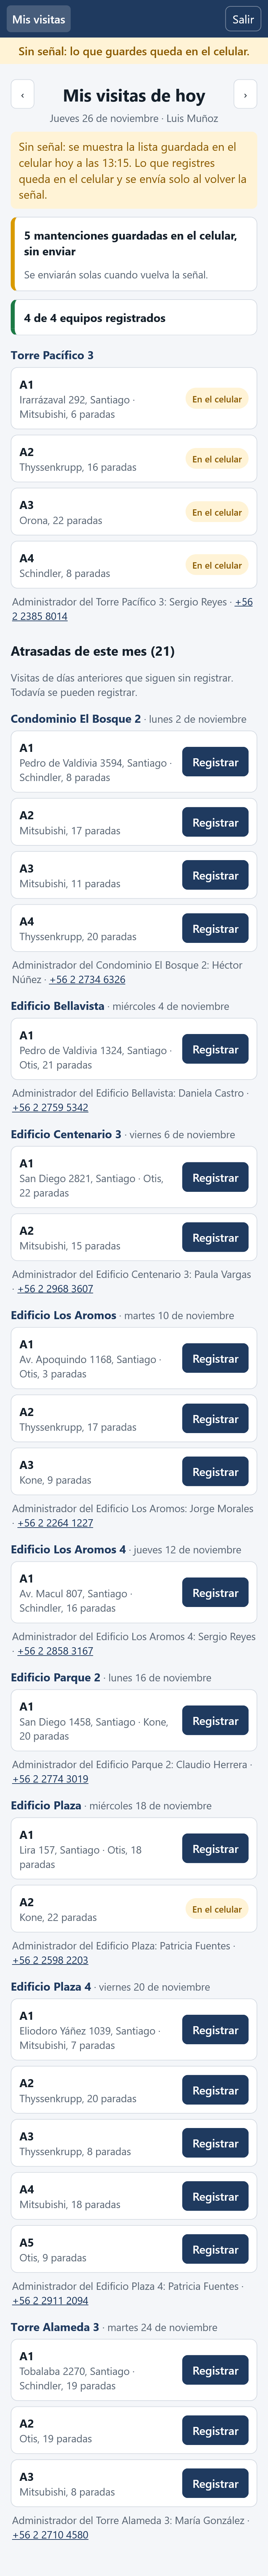 Mis visitas
Salir
Sin señal: lo que guardes queda en el celular.
‹
Mis visitas de hoy
›
Jueves 26 de noviembre · Luis Muñoz
Sin señal: se muestra la lista guardada en el
celular hoy a las 13:15. Lo que registres
queda en el celular y se envía solo al volver la
señal.
5 mantenciones guardadas en el celular,
sin enviar
Se enviarán solas cuando vuelva la señal.
4 de 4 equipos registrados
Torre Pacífico 3
A1
Irarrázaval 292, Santiago ·
Mitsubishi, 6 paradas
En el celular
A2
Thyssenkrupp, 16 paradas
En el celular
A3
Orona, 22 paradas
En el celular
A4
Schindler, 8 paradas
En el celular
Administrador del Torre Pacífico 3: Sergio Reyes · +56
2 2385 8014
Atrasadas de este mes (21)
Visitas de días anteriores que siguen sin registrar.
Todavía se pueden registrar.
Condominio El Bosque 2 · lunes 2 de noviembre
A1
Pedro de Valdivia 3594, Santiago ·
Schindler, 8 paradas
Registrar
A2
Mitsubishi, 17 paradas
Registrar
A3
Mitsubishi, 11 paradas
Registrar
A4
Thyssenkrupp, 20 paradas
Registrar
Administrador del Condominio El Bosque 2: Héctor
Núñez · +56 2 2734 6326
Edificio Bellavista · miércoles 4 de noviembre
A1
Pedro de Valdivia 1324, Santiago ·
Otis, 21 paradas
Registrar
Administrador del Edificio Bellavista: Daniela Castro ·
+56 2 2759 5342
Edificio Centenario 3 · viernes 6 de noviembre
A1
San Diego 2821, Santiago · Otis,
22 paradas
Registrar
A2
Mitsubishi, 15 paradas
Registrar
Administrador del Edificio Centenario 3: Paula Vargas
· +56 2 2968 3607
Edificio Los Aromos · martes 10 de noviembre
A1
Av. Apoquindo 1168, Santiago ·
Otis, 3 paradas
Registrar
A2
Thyssenkrupp, 17 paradas
Registrar
A3
Kone, 9 paradas
Registrar
Administrador del Edificio Los Aromos: Jorge Morales
· +56 2 2264 1227
Edificio Los Aromos 4 · jueves 12 de noviembre
A1
Av. Macul 807, Santiago ·
Schindler, 16 paradas
Registrar
Administrador del Edificio Los Aromos 4: Sergio Reyes
· +56 2 2858 3167
Edificio Parque 2 · lunes 16 de noviembre
A1
San Diego 1458, Santiago · Kone,
20 paradas
Registrar
Administrador del Edificio Parque 2: Claudio Herrera ·
+56 2 2774 3019
Edificio Plaza · miércoles 18 de noviembre
A1
Lira 157, Santiago · Otis, 18
paradas
Registrar
A2
Kone, 22 paradas
En el celular
Administrador del Edificio Plaza: Patricia Fuentes ·
+56 2 2598 2203
Edificio Plaza 4 · viernes 20 de noviembre
A1
Eliodoro Yáñez 1039, Santiago ·
Mitsubishi, 7 paradas
Registrar
A2
Thyssenkrupp, 20 paradas
Registrar
A3
Thyssenkrupp, 8 paradas
Registrar
A4
Mitsubishi, 18 paradas
Registrar
A5
Otis, 9 paradas
Registrar
Administrador del Edificio Plaza 4: Patricia Fuentes ·
+56 2 2911 2094
Torre Alameda 3 · martes 24 de noviembre
A1
Tobalaba 2270, Santiago ·
Schindler, 19 paradas
Registrar
A2
Otis, 19 paradas
Registrar
A3
Mitsubishi, 8 paradas
Registrar
Administrador del Torre Alameda 3: María González ·
+56 2 2710 4580